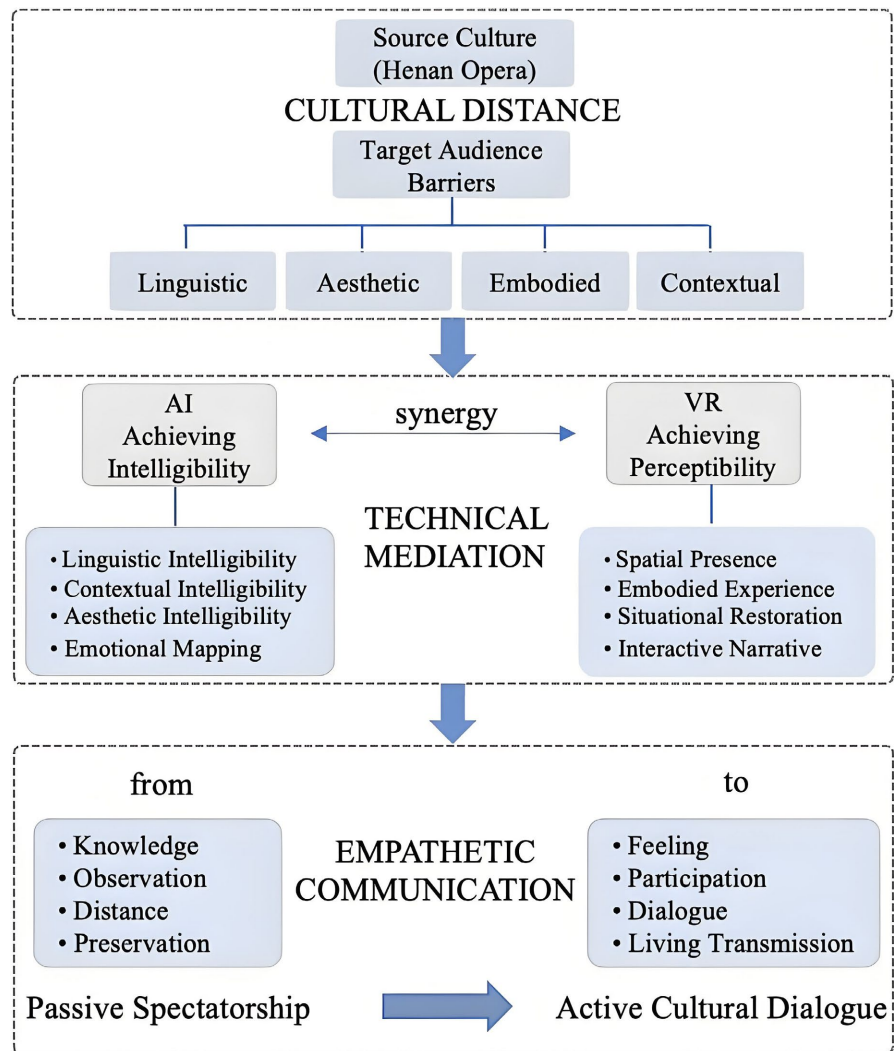 Source Culture
(Henan Opera)
CULTURAL DISTANCE
Target Audience
Barriers
Linguistic
Aesthetic
Embodied
Contextual
AI
Achieving
Intelligibility
synergy
VR
Achieving
Perceptibility
TECHNICAL
MEDIATION
• Linguistic Intelligibility
• Contextual Intelligibility
• Aesthetic Intelligibility
• Emotional Mapping
• Spatial Presence
• Embodied Experience
• Situational Restoration
• Interactive Narrative
from
to
• Knowledge
• Observation
• Distance
• Preservation
EMPATHETIC
COMMUNICATION
• Feeling
• Participation
• Dialogue
• Living Transmission
Passive Spectatorship
Active Cultural Dialogue